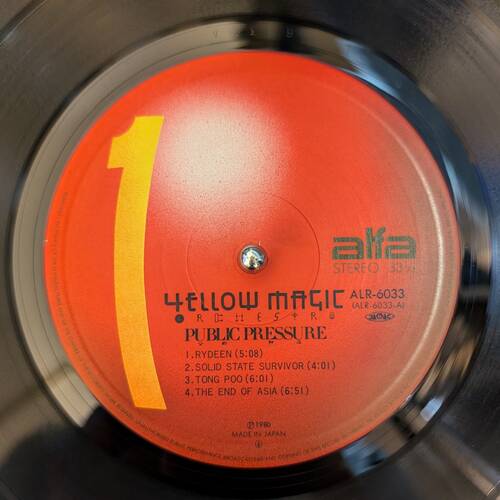 1
alfa
STEREO 33⅓
YELLOW MAGIC
ORCHESTRA
ALR-6033
(ALR-6033-A)
PUBLIC PRESSURE
1.RYDEEN (5:08)
2.SOLID STATE SURVIVOR (4:01)
3.TONG POO (6:01)
4.THE END OF ASIA (6:51)
Ⓟ1980
MADE IN JAPAN